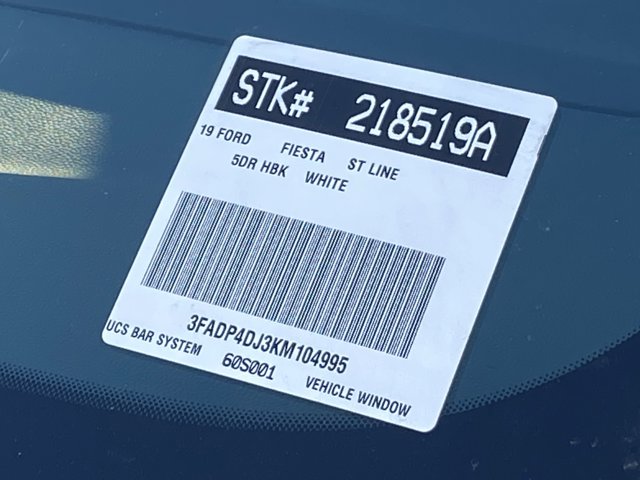 STK# 218519A
19 FORD FIESTA ST LINE
5DR HBK WHITE
3FADP4DJ3KM104995
UCS BAR SYSTEM 60S001 VEHICLE WINDOW